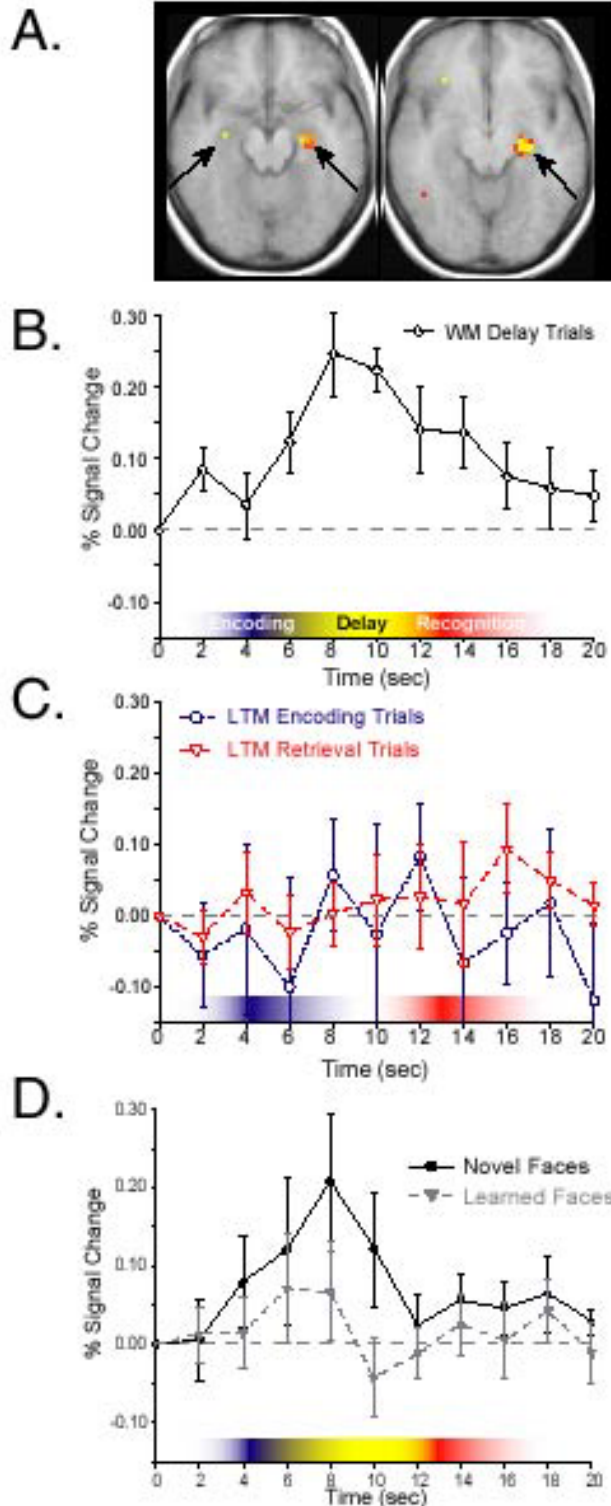 A.
B.
0.30
0.20
0.10
0.00
-0.10
% Signal Change
WM Delay Trials
Encoding Delay Recognition
0 2 4 6 8 10 12 14 16 18 20
Time (sec)
C.
0.30
0.20
0.10
0.00
-0.10
% Signal Change
LTM Encoding Trials
LTM Retrieval Trials
0 2 4 6 8 10 12 14 16 18 20
Time (sec)
D.
0.30
0.20
0.10
0.00
-0.10
% Signal Change
Novel Faces
Learned Faces
0 2 4 6 8 10 12 14 16 18 20
Time (sec)